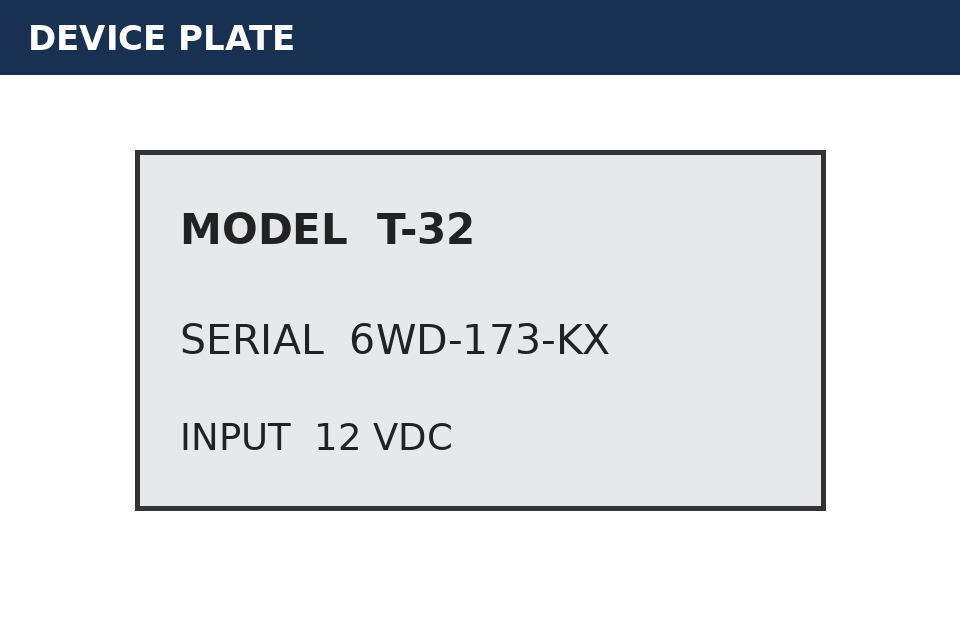 DEVICE PLATE
MODEL  T-32
SERIAL  6WD-173-KX
INPUT  12 VDC